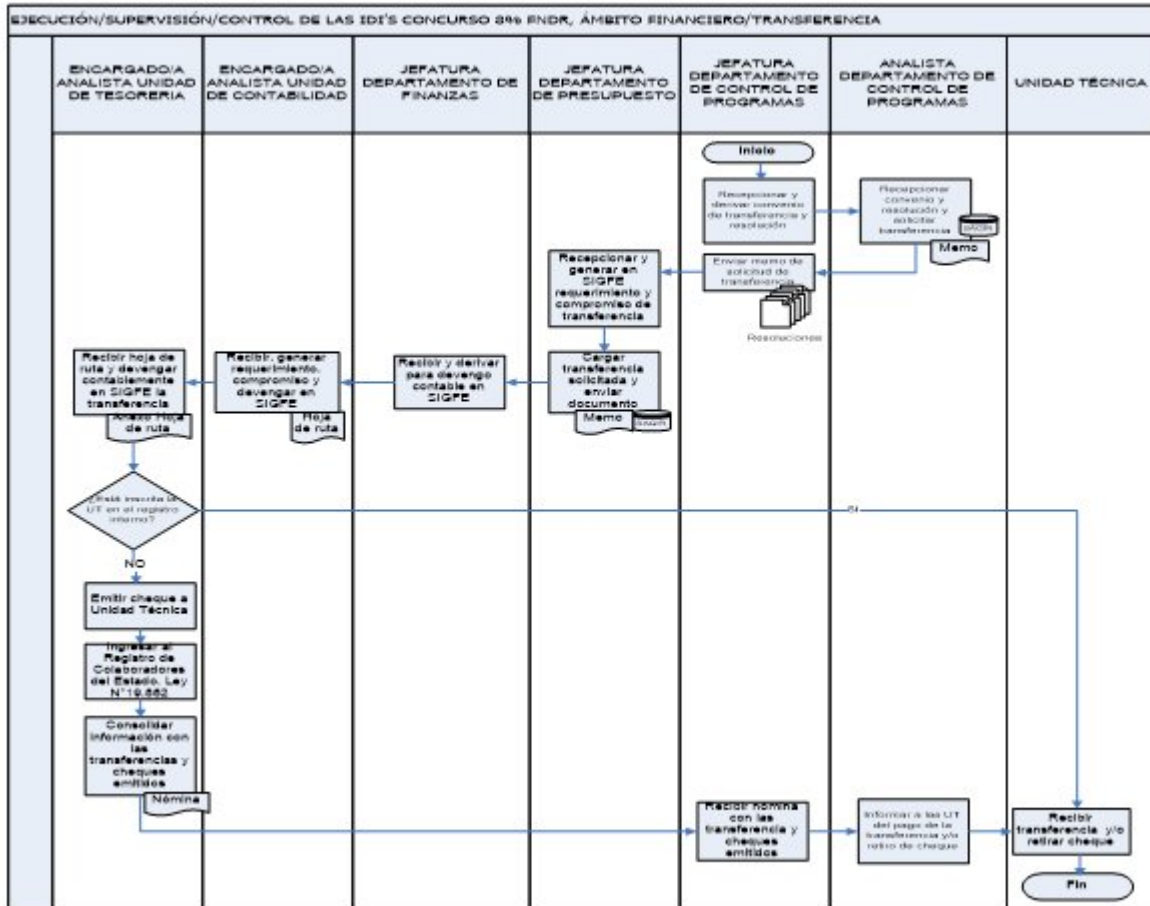 EJECUCIÓN/SUPERVISIÓN/CONTROL DE LAS IDI'S CONCURSO 8% FNDR, ÁMBITO FINANCIERO/TRANSFERENCIA
ENCARGADO/A
ANALISTA UNIDAD
DE TESORERIA
ENCARGADO/A
ANALISTA UNIDAD
DE CONTABILIDAD
JEFATURA
DEPARTAMENTO DE
FINANZAS
JEFATURA
DEPARTAMENTO
DE PRESUPUESTO
JEFATURA
DEPARTAMENTO
DE CONTROL DE
PROGRAMAS
ANALISTA
DEPARTAMENTO DE
CONTROL DE
PROGRAMAS
UNIDAD TÉCNICA
Inicio
Recepcionar y
derivar convenio
de transferencia y
resolución
Recepcionar
convenio y
resolución y
solicitar
transferencia
Memo
Enviar memo de
solicitud de
transferencia
Resoluciones
Recepcionar y
generar en
SIGFE
requerimiento y
compromiso de
transferencia
Cargar
transferencia
solicitada y
enviar
documento
Memo
Recibir y derivar
para devengo
contable en
SIGFE
Recibir, generar
requerimiento,
compromiso y
devengar en
SIGFE
Hoja
de ruta
Recibir hoja de
ruta y devengar
contablemente
en SIGFE la
transferencia
Anexo Hoja
de ruta
¿Está inscrita la
UT en el registro
interno?
SI
NO
Emitir cheque a
Unidad Técnica
Ingresar al
Registro de
Colaboradores
del Estado. Ley
N°19.862
Consolidar
información con
las
transferencias y
cheques
emitidos
Nómina
Recibir nómina
con las
transferencia y
cheques
emitidos
Informar a las UT
del pago de la
transferencia y/o
retiro de cheque
Recibir
transferencia y/o
retirar cheque
Fin